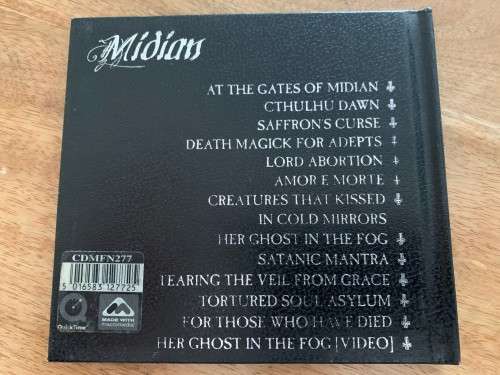 Midian
AT THE GATES OF MIDIAN
CTHULHU DAWN
SAFFRON'S CURSE
DEATH MAGICK FOR ADEPTS
LORD ABORTION
AMOR E MORTE
CREATURES THAT KISSED
IN COLD MIRRORS
HER GHOST IN THE FOG
SATANIC MANTRA
TEARING THE VEIL FROM GRACE
TORTURED SOUL ASYLUM
FOR THOSE WHO HAVE DIED
HER GHOST IN THE FOG [VIDEO]
CDMFN277
5 016583 127725
QuickTime
MADE WITH
macromedia